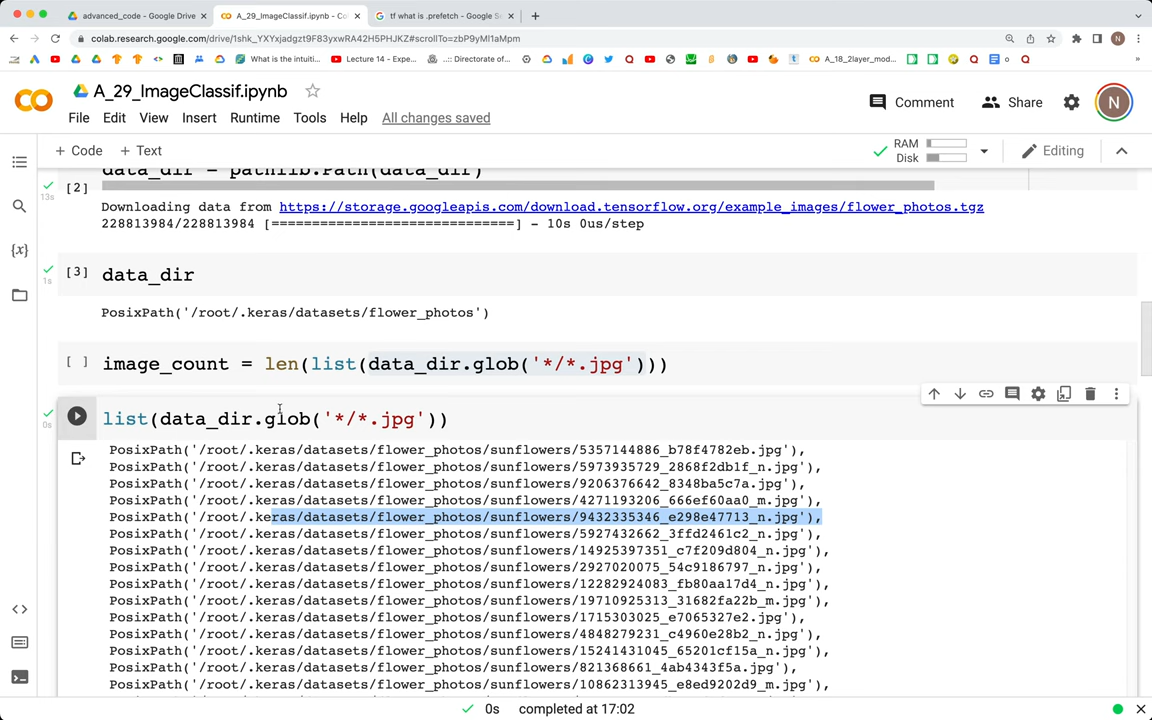 advanced_code - Google Drive
A_29_ImageClassif.ipynb - Co
tf what is .prefetch - Google Se
colab.research.google.com/drive/1shk_YXYxjadgzt9F83yxwRA42H5PHJKZ#scrollTo=zbP9yMl1aMpm
N
What is the intuiti...
Lecture 14 - Expe...
..:: Directorate of...
A_18_2layer_mod...
A_29_ImageClassif.ipynb
Comment
Share
N
File Edit View Insert Runtime Tools Help All changes saved
+ Code + Text
RAM
Disk
Editing
data_dir = pathlib.Path(data_dir)
[2]
13s
Downloading data from https://storage.googleapis.com/download.tensorflow.org/example_images/flower_photos.tgz
228813984/228813984 [==============================] - 10s 0us/step
[3] data_dir
1s
PosixPath('/root/.keras/datasets/flower_photos')
[ ] image_count = len(list(data_dir.glob('*/*.jpg')))
list(data_dir.glob('*/*.jpg'))
0s
PosixPath('/root/.keras/datasets/flower_photos/sunflowers/5357144886_b78f4782eb.jpg'),
PosixPath('/root/.keras/datasets/flower_photos/sunflowers/5973935729_2868f2db1f_n.jpg'),
PosixPath('/root/.keras/datasets/flower_photos/sunflowers/9206376642_8348ba5c7a.jpg'),
PosixPath('/root/.keras/datasets/flower_photos/sunflowers/4271193206_666ef60aa0_m.jpg'),
PosixPath('/root/.keras/datasets/flower_photos/sunflowers/9432335346_e298e47713_n.jpg'),
PosixPath('/root/.keras/datasets/flower_photos/sunflowers/5927432662_3ffd2461c2_n.jpg'),
PosixPath('/root/.keras/datasets/flower_photos/sunflowers/14925397351_c7f209d804_n.jpg'),
PosixPath('/root/.keras/datasets/flower_photos/sunflowers/2927020075_54c9186797_n.jpg'),
PosixPath('/root/.keras/datasets/flower_photos/sunflowers/12282924083_fb80aa17d4_n.jpg'),
PosixPath('/root/.keras/datasets/flower_photos/sunflowers/19710925313_31682fa22b_m.jpg'),
PosixPath('/root/.keras/datasets/flower_photos/sunflowers/1715303025_e7065327e2.jpg'),
PosixPath('/root/.keras/datasets/flower_photos/sunflowers/4848279231_c4960e28b2_n.jpg'),
PosixPath('/root/.keras/datasets/flower_photos/sunflowers/15241431045_65201cf15a_n.jpg'),
PosixPath('/root/.keras/datasets/flower_photos/sunflowers/821368661_4ab4343f5a.jpg'),
PosixPath('/root/.keras/datasets/flower_photos/sunflowers/10862313945_e8ed9202d9_m.jpg'),
0s completed at 17:02